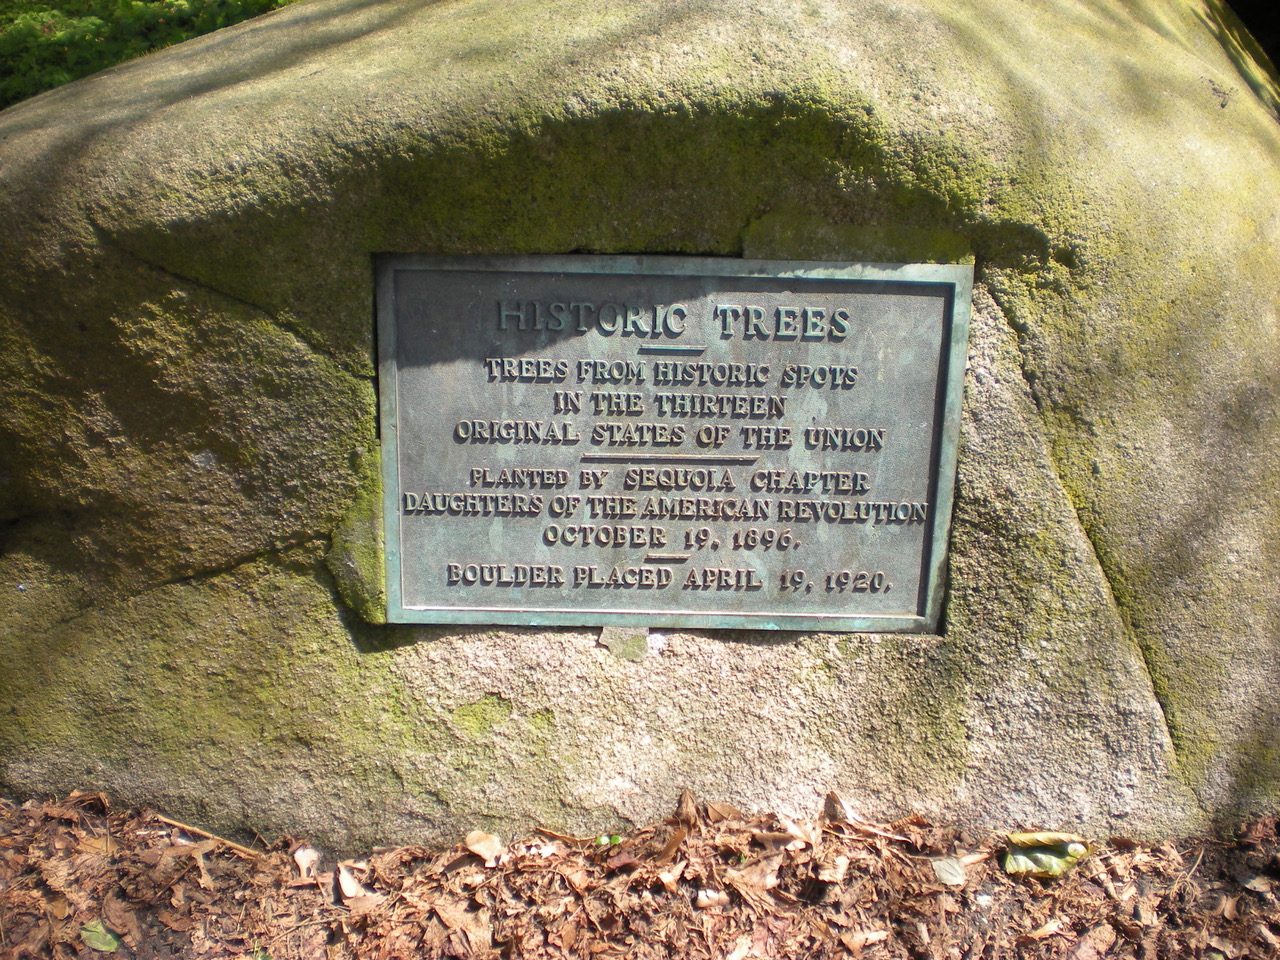 HISTORIC TREES
TREES FROM HISTORIC SPOTS
IN THE THIRTEEN
ORIGINAL STATES OF THE UNION
PLANTED BY SEQUOIA CHAPTER
DAUGHTERS OF THE AMERICAN REVOLUTION
OCTOBER 19, 1896.
BOULDER PLACED APRIL 19, 1920.